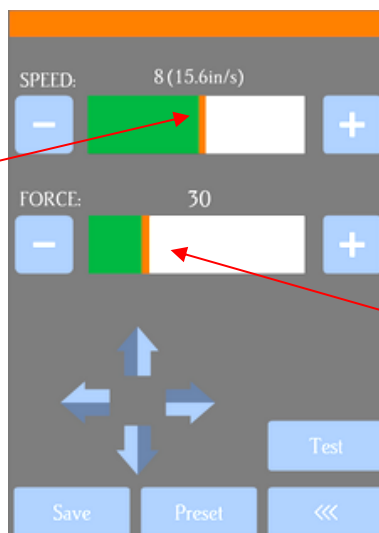 SPEED: 8 (15.6in/s)
− +
FORCE: 30
− +
Test
Save Preset <<<